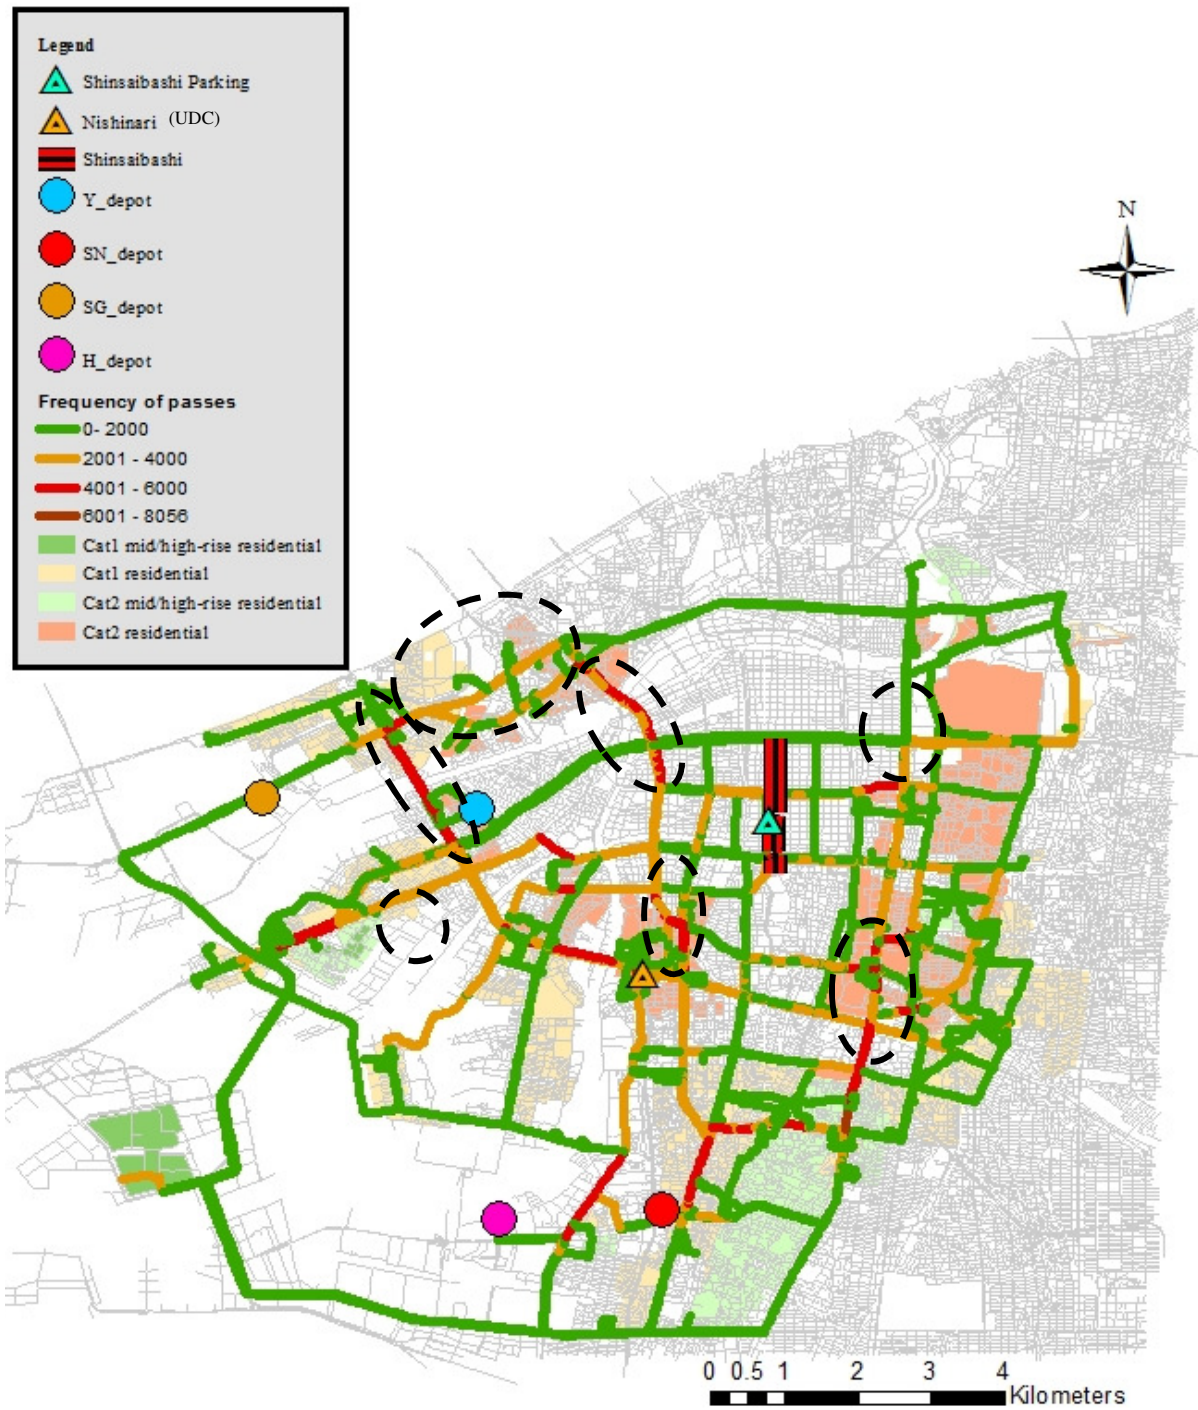 Legend
Shinsaibashi Parking
Nishinari (UDC)
Shinsaibashi
Y_depot
SN_depot
SG_depot
H_depot
Frequency of passes
0- 2000
2001 - 4000
4001 - 6000
6001 - 8056
Cat1 mid/high-rise residential
Cat1 residential
Cat2 mid/high-rise residential
Cat2 residential
N
0 0.5 1 2 3 4
Kilometers